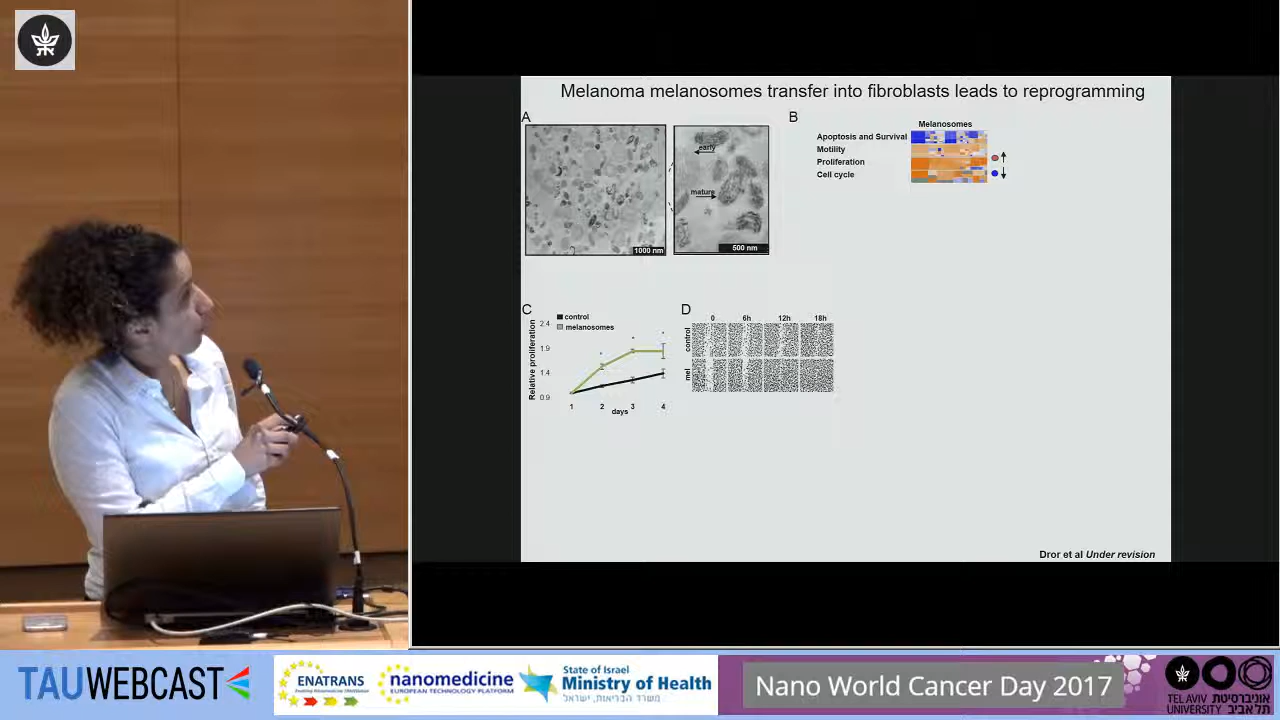 Melanoma melanosomes transfer into fibroblasts leads to reprogramming
A
early
mature
1000 nm
500 nm
B
Melanosomes
Apoptosis and Survival
Motility
Proliferation
Cell cycle
C
control
melanosomes
Relative proliferation
2.4
1.9
1.4
0.9
1 2 3 4
days
D
0 6h 12h 18h
control
mel
Dror et al Under revision
TAUWEBCAST
ENATRANS
nanomedicine
EUROPEAN TECHNOLOGY PLATFORM
State of Israel
Ministry of Health
משרד הבריאות, ישראל
Nano World Cancer Day 2017
TEL AVIV UNIVERSITY
אוניברסיטת תל אביב